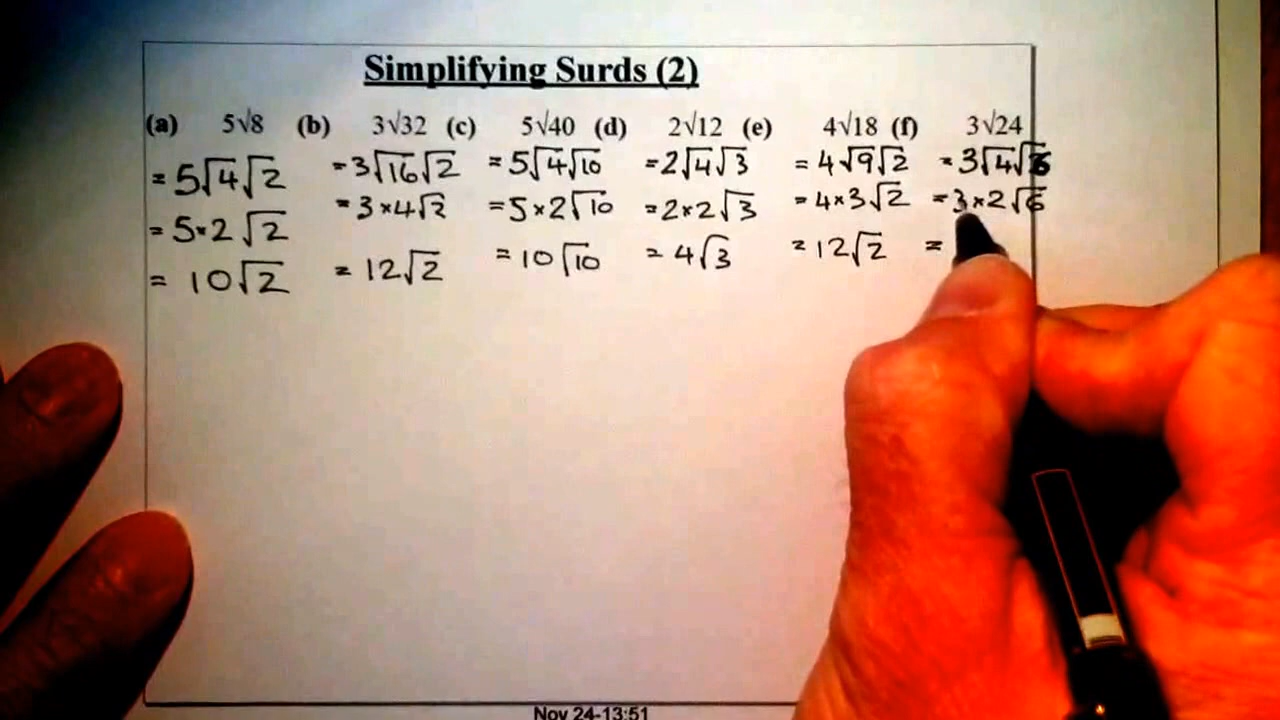 Simplifying Surds (2)
(a) 5√8 (b) 3√32 (c) 5√40 (d) 2√12 (e) 4√18 (f) 3√24
= 5√4√2 = 3√16√2 = 5√4√10 = 2√4√3 = 4√9√2 = 3√4√6
= 5×2√2 = 3×4√2 = 5×2√10 = 2×2√3 = 4×3√2 = 3×2√6
= 10√2 = 12√2 = 10√10 = 4√3 = 12√2 =
Nov 24-13:51